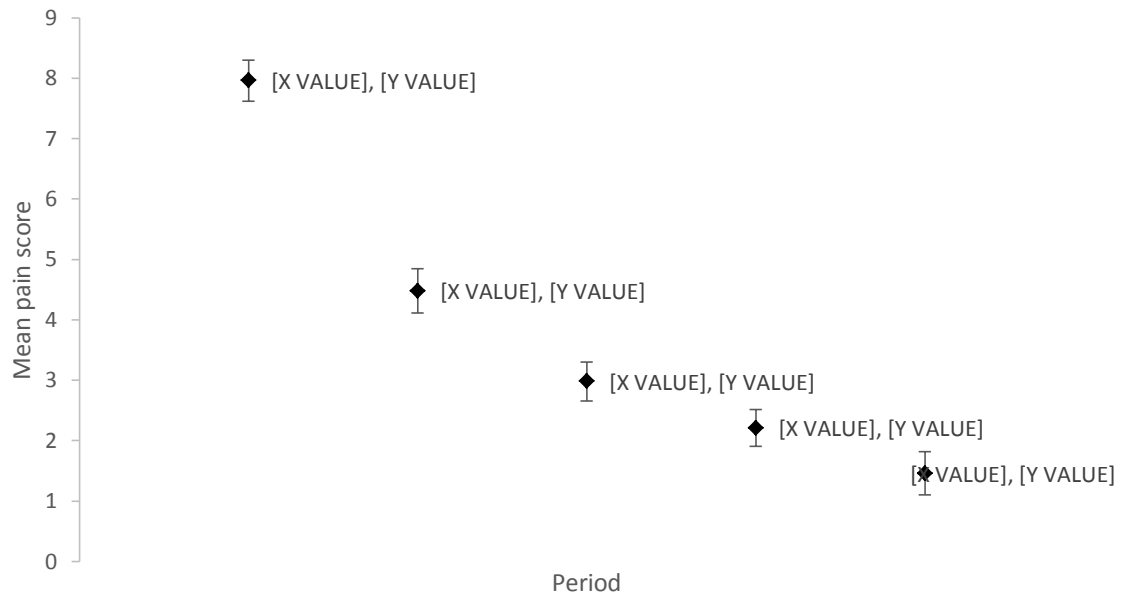 9
8
7
6
5
4
3
2
1
0
Mean pain score
[X VALUE], [Y VALUE]
[X VALUE], [Y VALUE]
[X VALUE], [Y VALUE]
[X VALUE], [Y VALUE]
[X VALUE], [Y VALUE]
Period